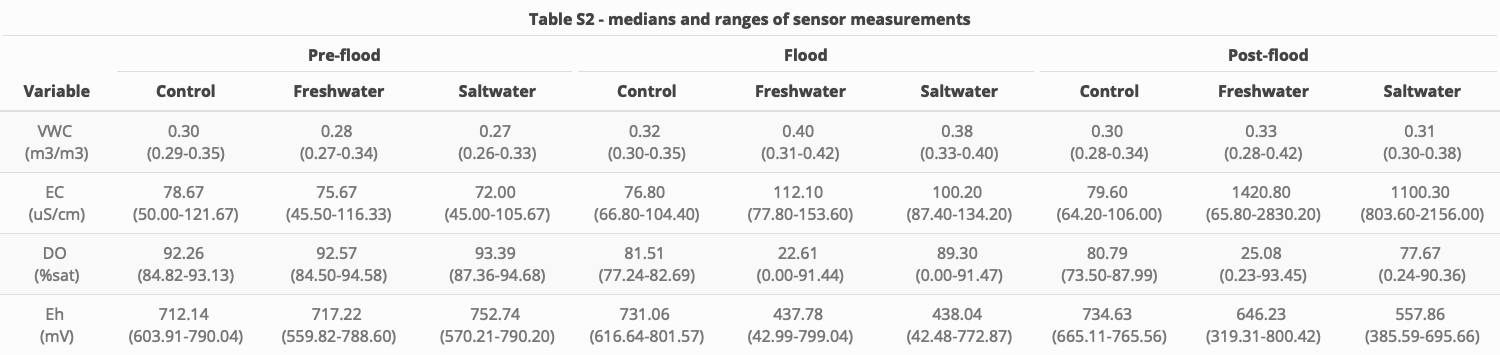 Table S2 - medians and ranges of sensor measurements
Pre-flood Flood Post-flood
Variable Control Freshwater Saltwater Control Freshwater Saltwater Control Freshwater Saltwater
VWC 0.30 0.28 0.27 0.32 0.40 0.38 0.30 0.33 0.31
(m3/m3) (0.29-0.35) (0.27-0.34) (0.26-0.33) (0.30-0.35) (0.31-0.42) (0.33-0.40) (0.28-0.34) (0.28-0.42) (0.30-0.38)
EC 78.67 75.67 72.00 76.80 112.10 100.20 79.60 1420.80 1100.30
(uS/cm) (50.00-121.67) (45.50-116.33) (45.00-105.67) (66.80-104.40) (77.80-153.60) (87.40-134.20) (64.20-106.00) (65.80-2830.20) (803.60-2156.00)
DO 92.26 92.57 93.39 81.51 22.61 89.30 80.79 25.08 77.67
(%sat) (84.82-93.13) (84.50-94.58) (87.36-94.68) (77.24-82.69) (0.00-91.44) (0.00-91.47) (73.50-87.99) (0.23-93.45) (0.24-90.36)
Eh 712.14 717.22 752.74 731.06 437.78 438.04 734.63 646.23 557.86
(mV) (603.91-790.04) (559.82-788.60) (570.21-790.20) (616.64-801.57) (42.99-799.04) (42.48-772.87) (665.11-765.56) (319.31-800.42) (385.59-695.66)